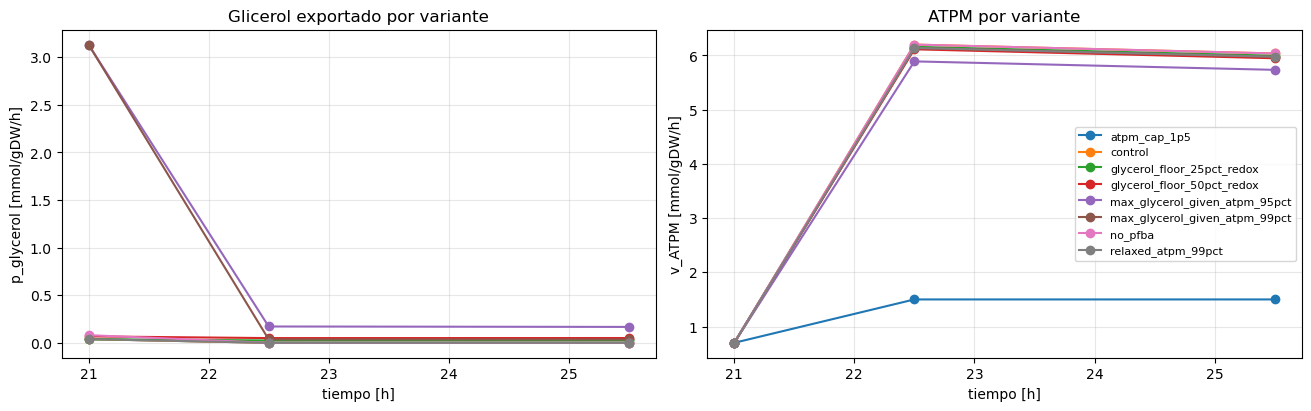 Glicerol exportado por variante
p_glycerol [mmol/gDW/h]
3.0
2.5
2.0
1.5
1.0
0.5
0.0
21
22
23
24
25
tiempo [h]
ATPM por variante
v_ATPM [mmol/gDW/h]
6
5
4
3
2
1
atpm_cap_1p5
control
glycerol_floor_25pct_redox
glycerol_floor_50pct_redox
max_glycerol_given_atpm_95pct
max_glycerol_given_atpm_99pct
no_pfba
relaxed_atpm_99pct
21
22
23
24
25
tiempo [h]